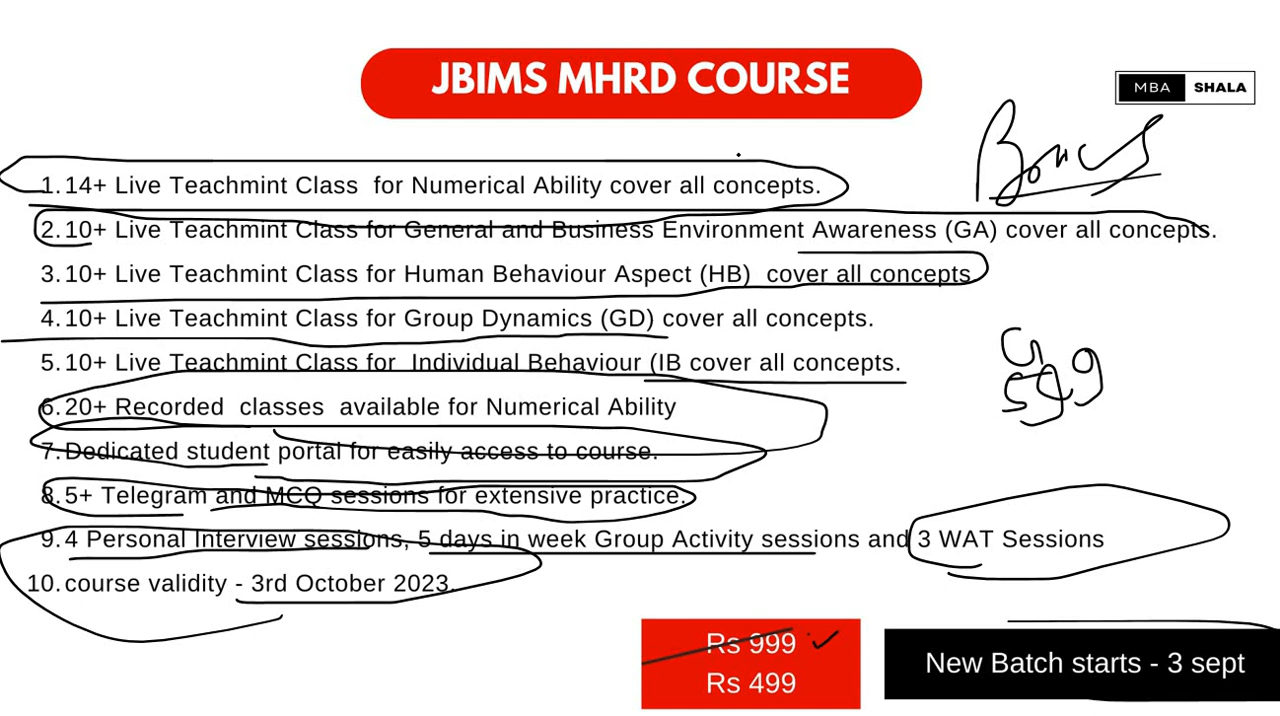 JBIMS MHRD COURSE
MBA SHALA
Bonus
1. 14+ Live Teachmint Class for Numerical Ability cover all concepts.
2. 10+ Live Teachmint Class for General and Business Environment Awareness (GA) cover all concepts.
3. 10+ Live Teachmint Class for Human Behaviour Aspect (HB) cover all concepts
4. 10+ Live Teachmint Class for Group Dynamics (GD) cover all concepts.
5. 10+ Live Teachmint Class for Individual Behaviour (IB cover all concepts.
6. 20+ Recorded classes available for Numerical Ability
7. Dedicated student portal for easily access to course.
8. 5+ Telegram and MCQ sessions for extensive practice.
9. 4 Personal Interview sessions, 5 days in week Group Activity sessions and 3 WAT Sessions
10. course validity - 3rd October 2023.
Rs 999
Rs 499
New Batch starts - 3 sept